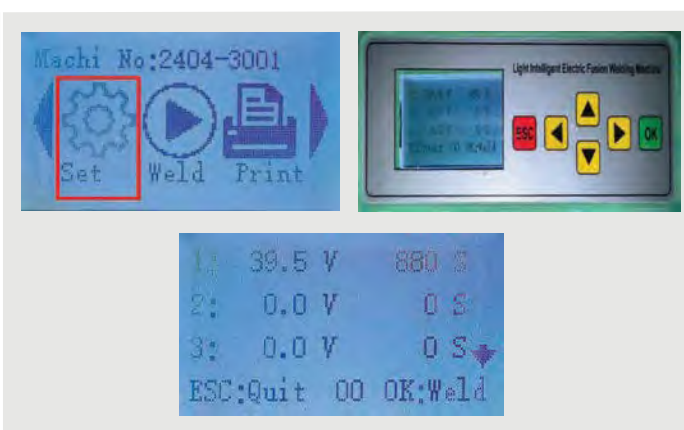 Machi No:2404-3001
Set Weld Print
Light Intelligent Electric Fusion Welding Machine
ESC
OK
1: 39.5 V 880 S
2: 0.0 V 0 S
3: 0.0 V 0 S
ESC:Quit 00 OK:Weld